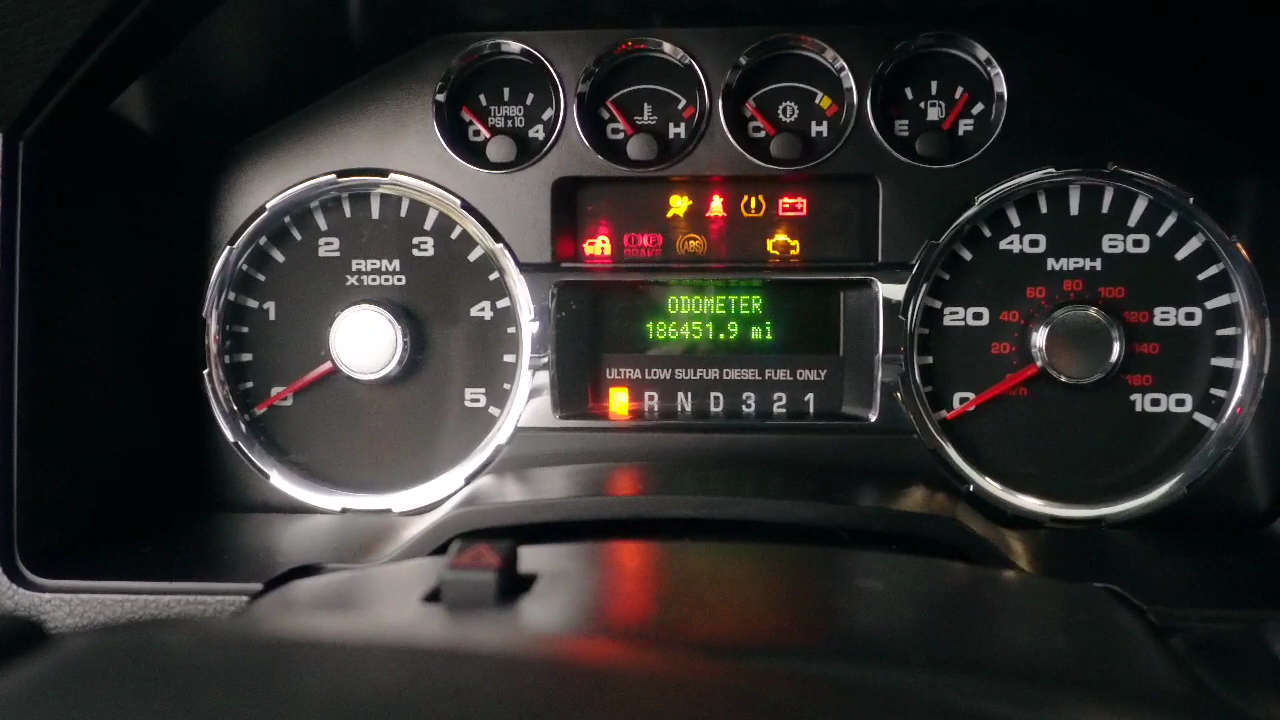 TURBO
PSI x 10
0 4
C H
C H
E F
BRAKE
ABS
RPM
X1000
0 1 2 3 4 5
ODOMETER
186451.9 mi
ULTRA LOW SULFUR DIESEL FUEL ONLY
R N D 3 2 1
MPH
0 20 40 60 80 100
20 40 60 80 100 120 140 160